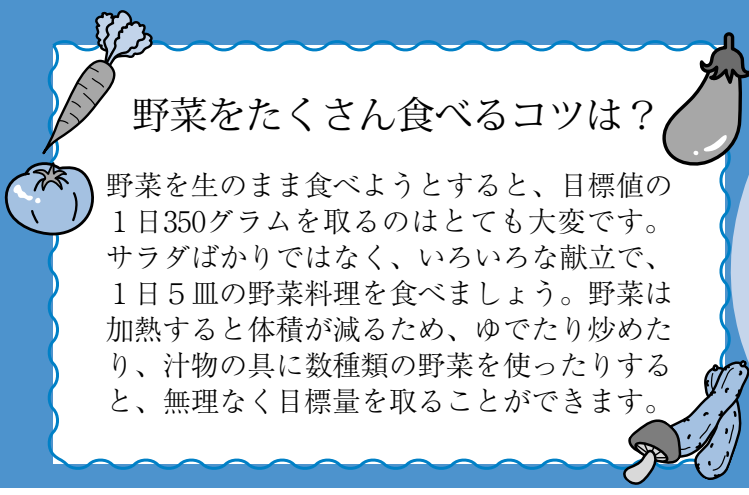 野菜をたくさん食べるコツは？
野菜を生のまま食べようとすると、目標値の
１日350グラムを取るのはとても大変です。
サラダばかりではなく、いろいろな献立で、
１日５皿の野菜料理を食べましょう。野菜は
加熱すると体積が減るため、ゆでたり炒めた
り、汁物の具に数種類の野菜を使ったりする
と、無理なく目標量を取ることができます。